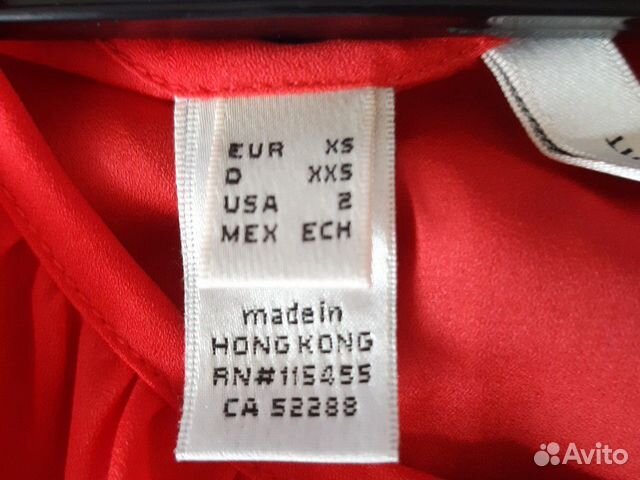 EUR XS
D XXS
USA 2
MEX ECH
made in
HONG KONG
RN#115455
CA 52288
Avito